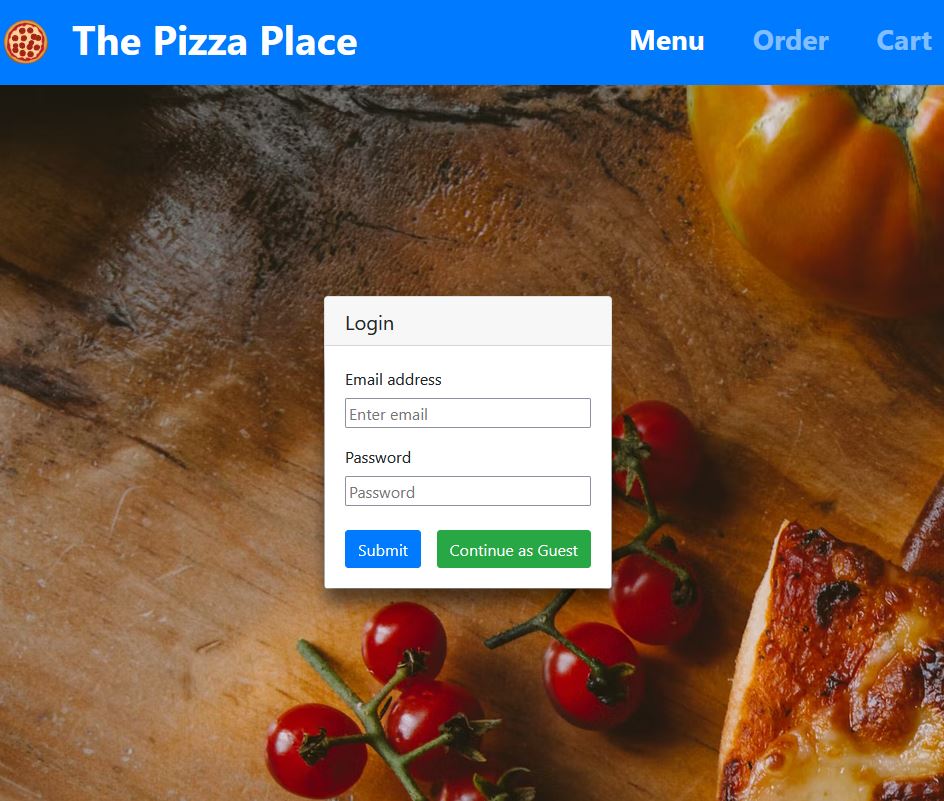 The Pizza Place
Menu Order Cart
Login
Email address
Enter email
Password
Password
Submit Continue as Guest